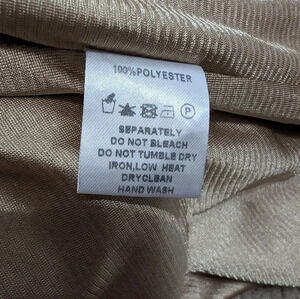 100%POLYESTER
P
SEPARATELY
DO NOT BLEACH
DO NOT TUMBLE DRY
IRON,LOW HEAT
DRYCLEAN
HAND WASH